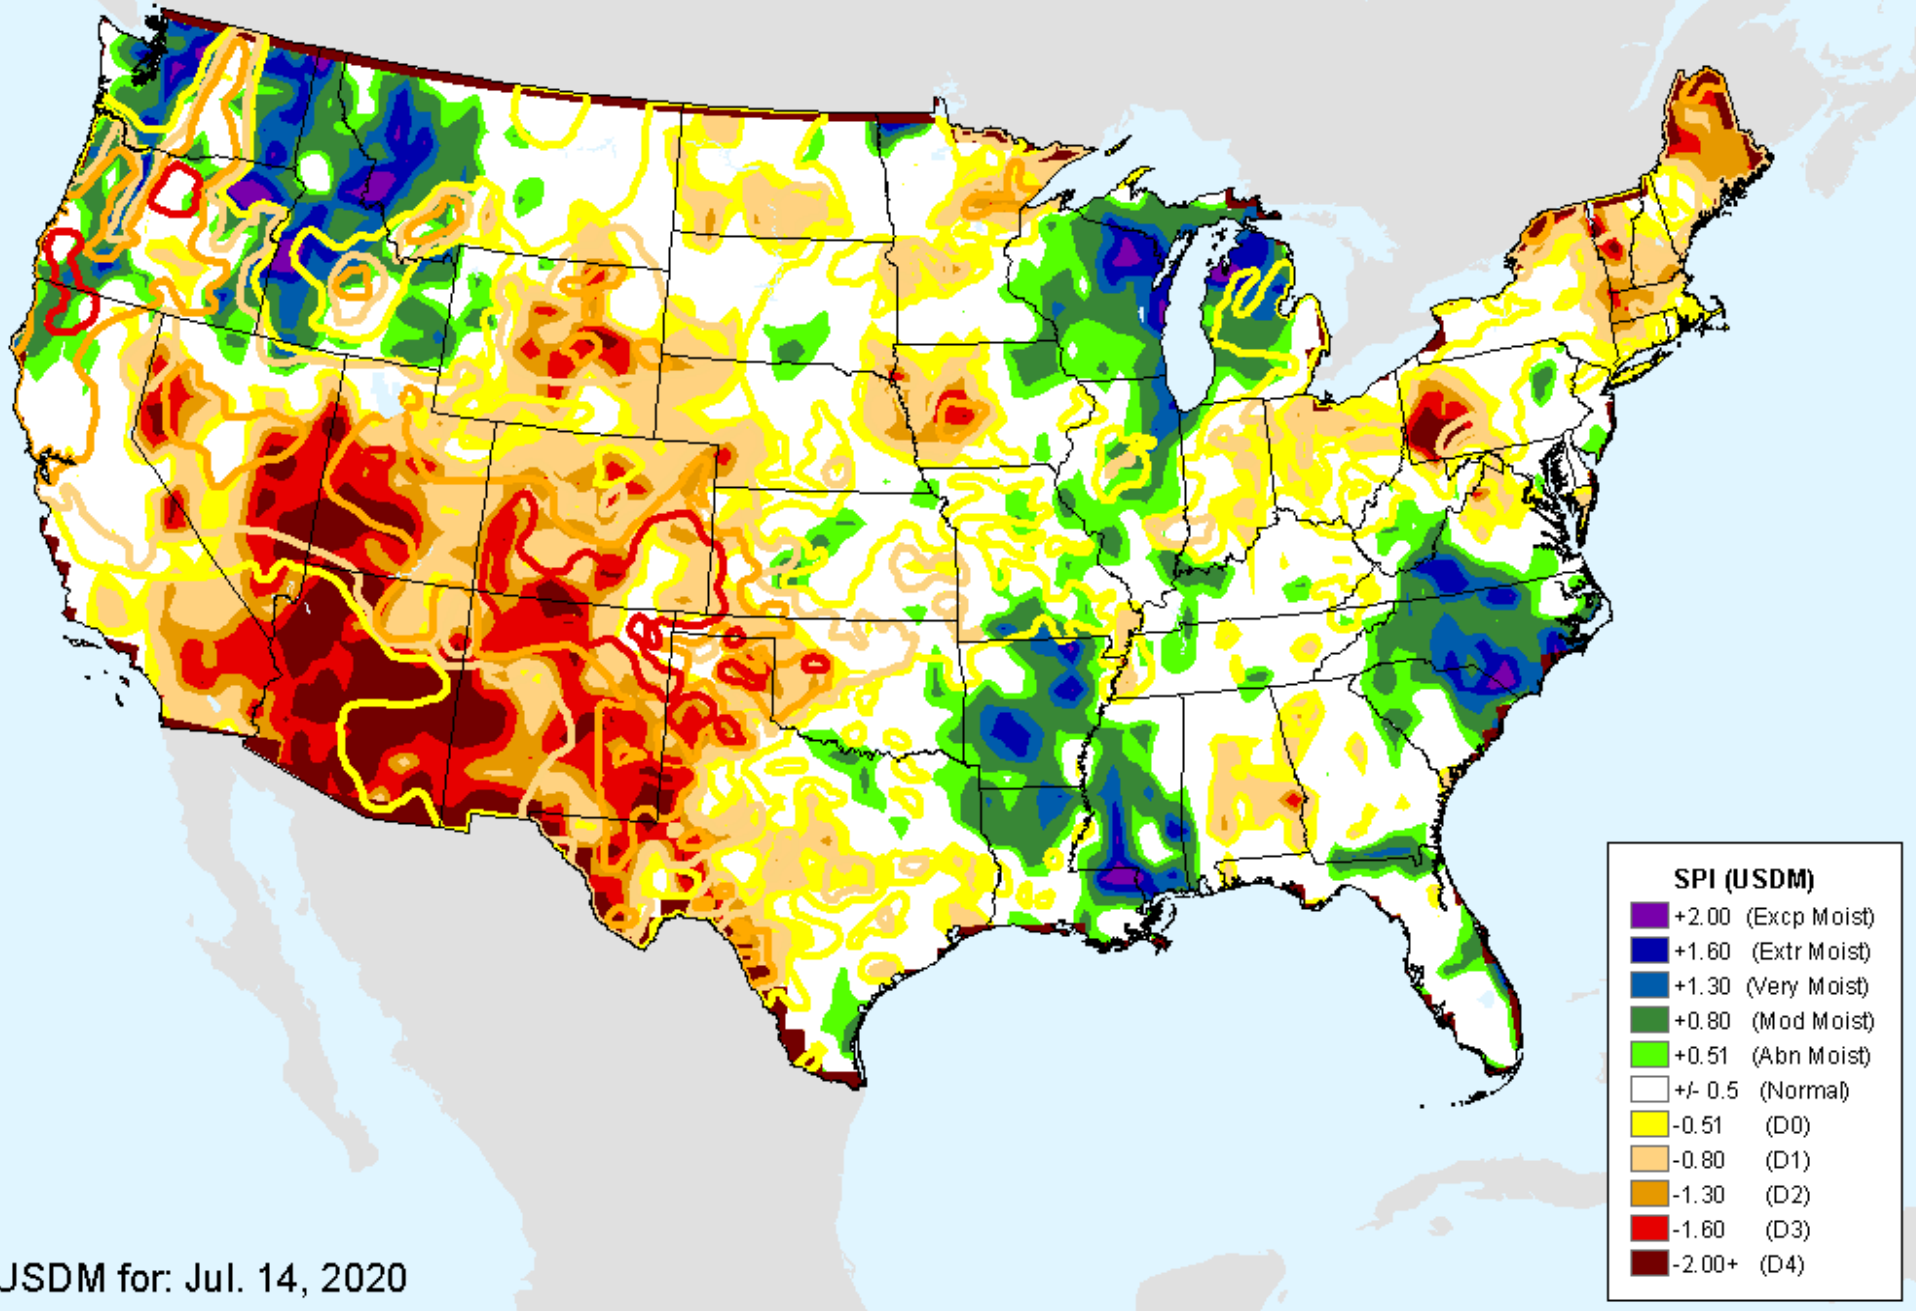 SPI (USDM)
+2.00 (Excp Moist)
+1.60 (Extr Moist)
+1.30 (Very Moist)
+0.80 (Mod Moist)
+0.51 (Abn Moist)
+/- 0.5 (Normal)
-0.51 (D0)
-0.80 (D1)
-1.30 (D2)
-1.60 (D3)
-2.00+ (D4)
USDM for: Jul. 14, 2020